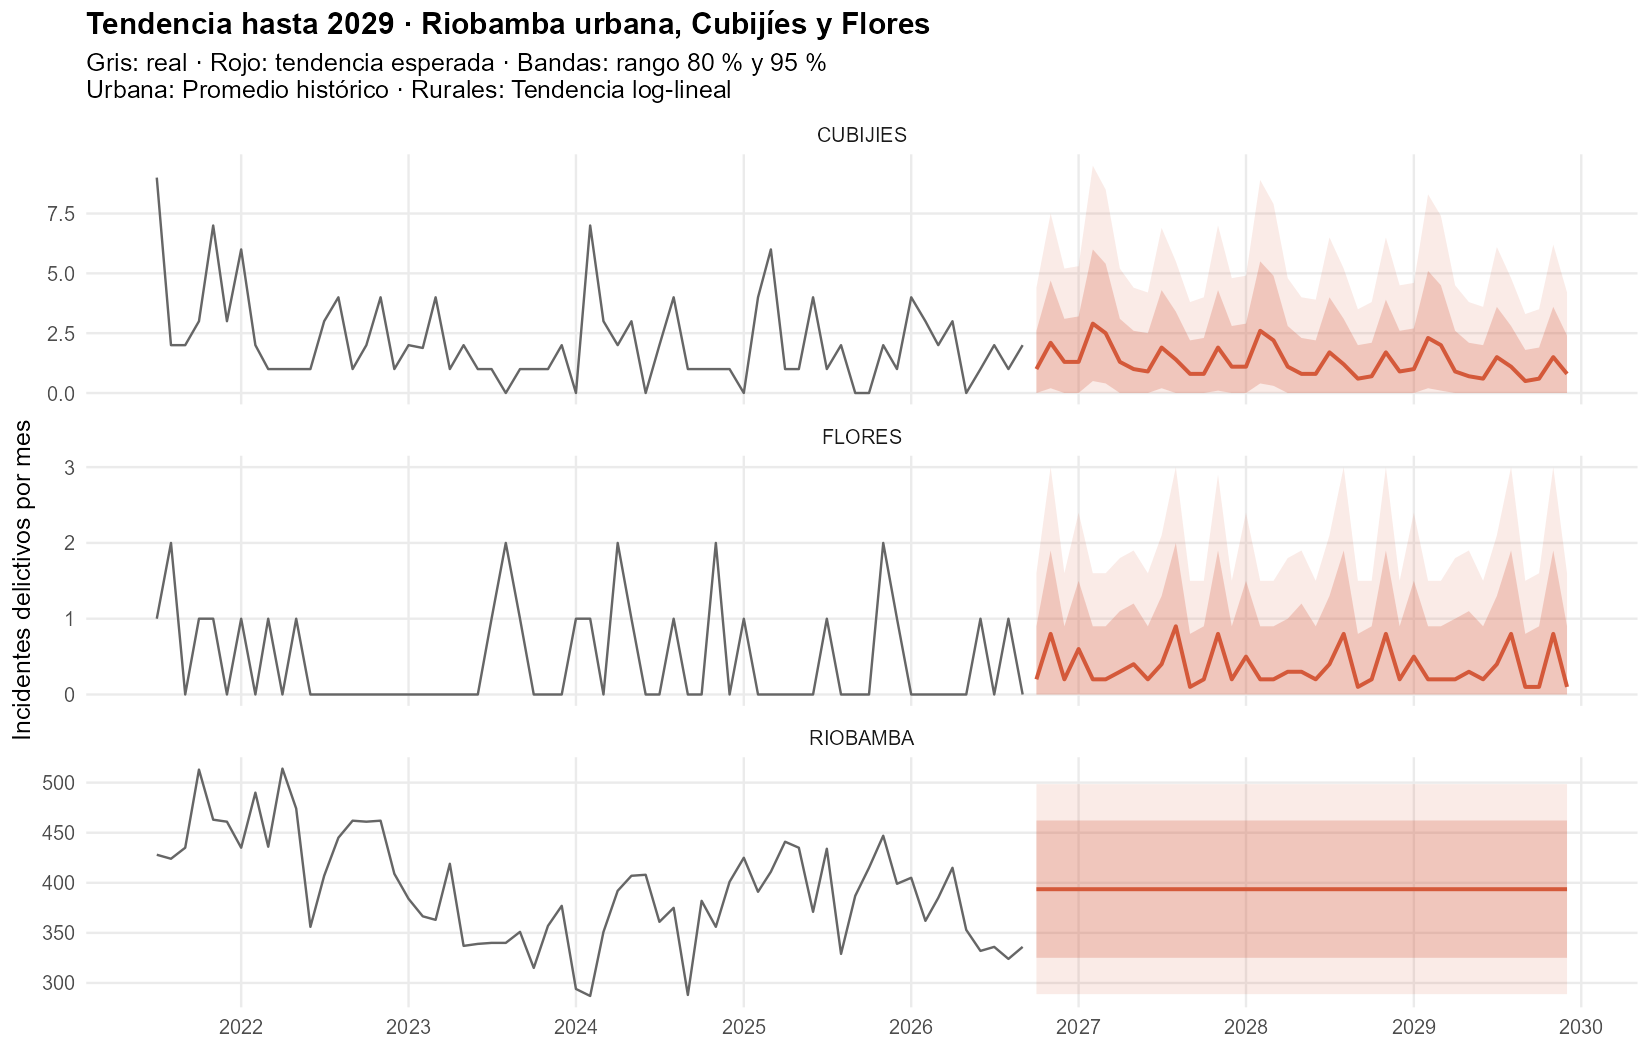 Tendencia hasta 2029 · Riobamba urbana, Cubijíes y Flores
Gris: real · Rojo: tendencia esperada · Bandas: rango 80 % y 95 %
Urbana: Promedio histórico · Rurales: Tendencia log-lineal
Incidentes delictivos por mes
CUBIJIES
7.5
5.0
2.5
0.0
FLORES
3
2
1
0
RIOBAMBA
500
450
400
350
300
2022 2023 2024 2025 2026 2027 2028 2029 2030